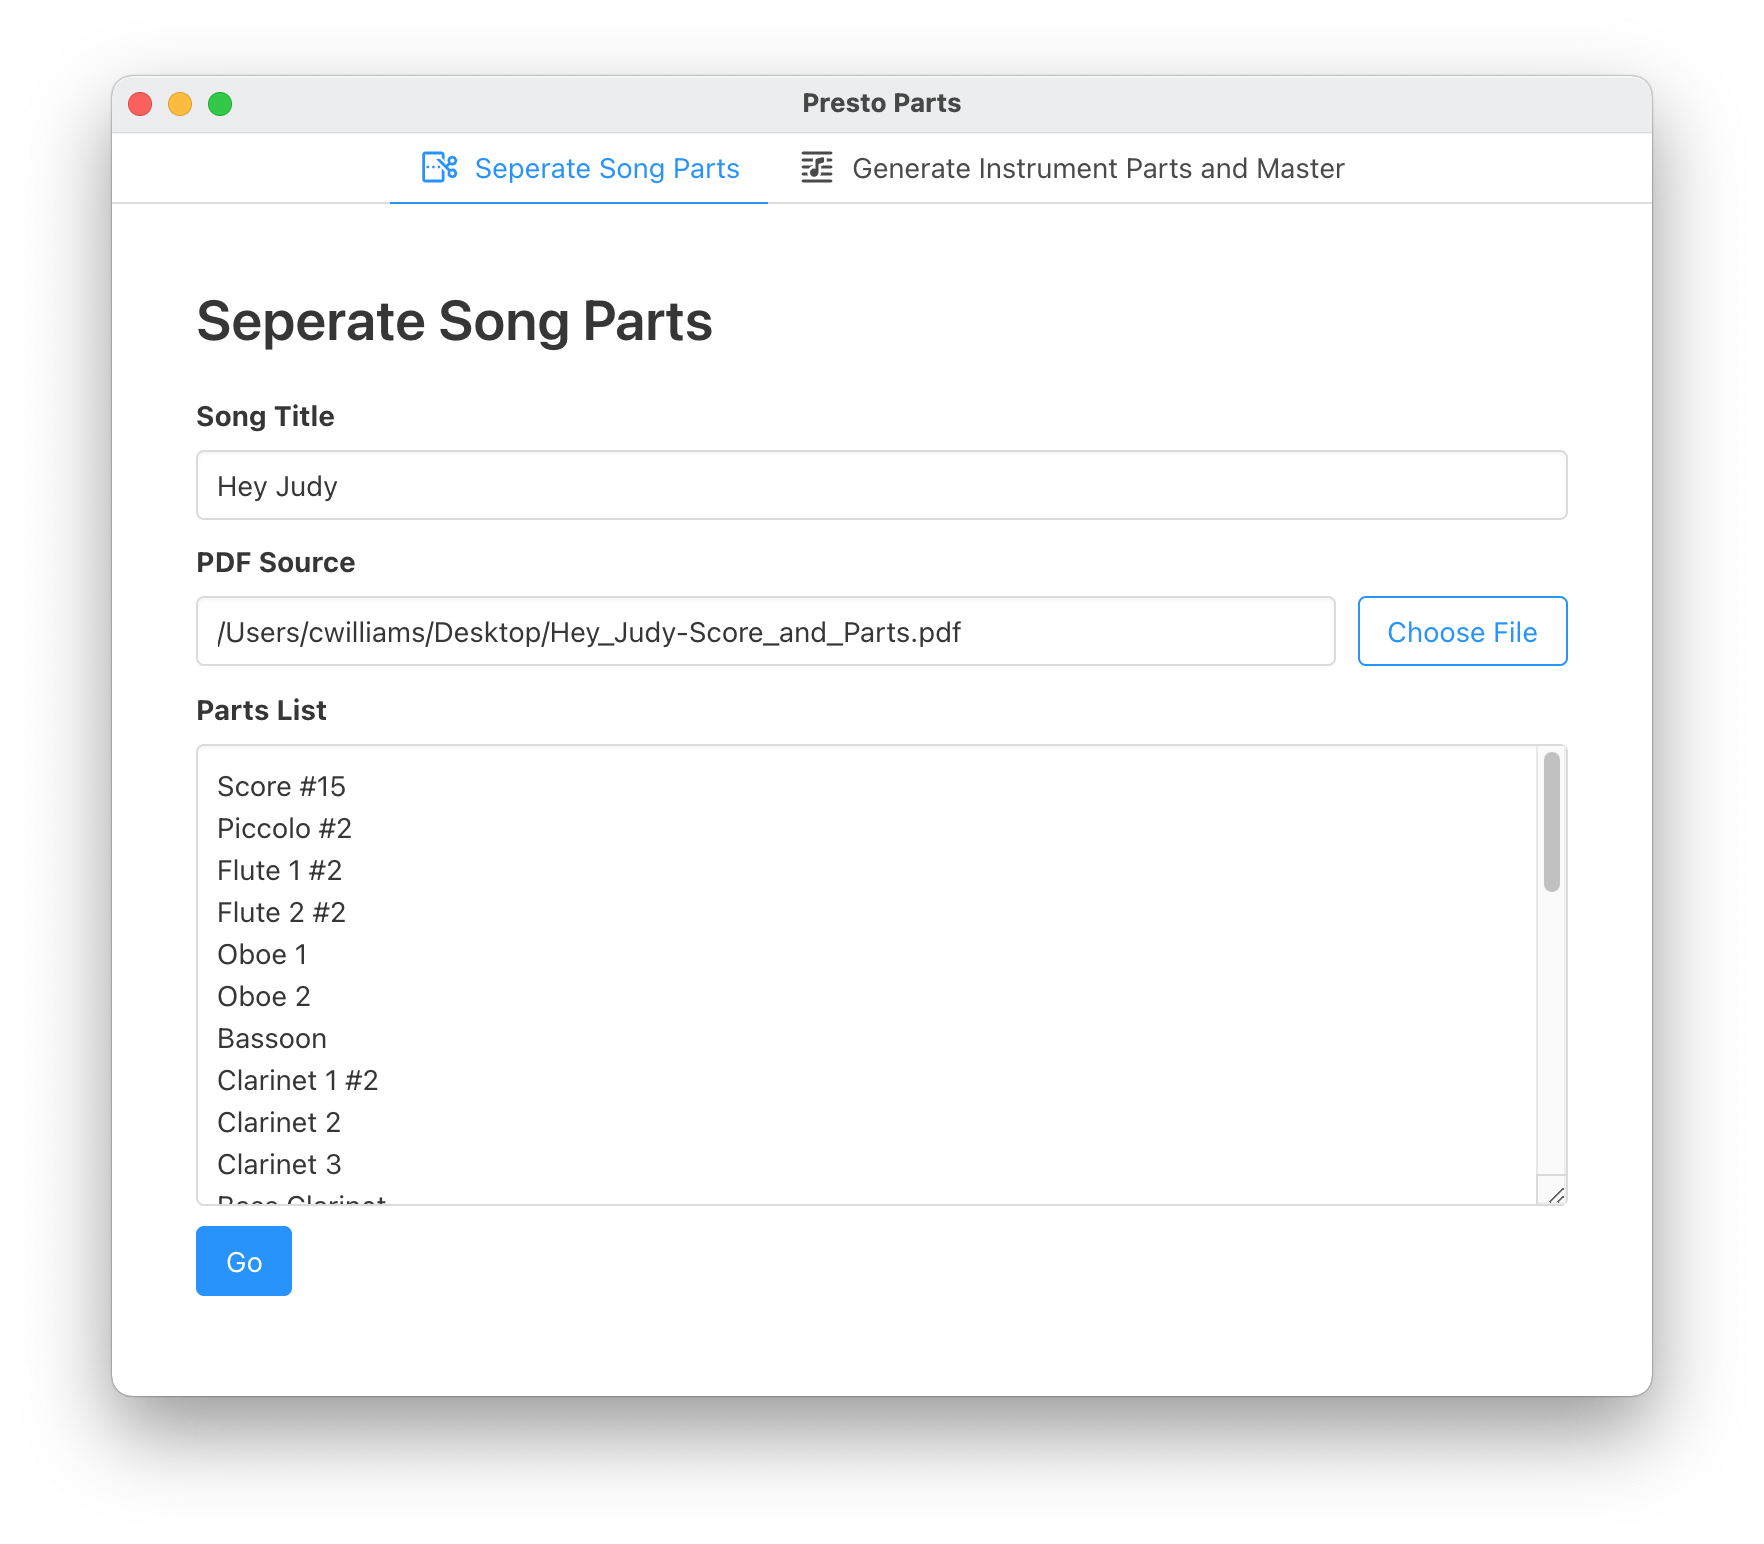 Presto Parts
Seperate Song Parts
Generate Instrument Parts and Master
Seperate Song Parts
Song Title
Hey Judy
PDF Source
/Users/cwilliams/Desktop/Hey_Judy-Score_and_Parts.pdf
Choose File
Parts List
Score #15
Piccolo #2
Flute 1 #2
Flute 2 #2
Oboe 1
Oboe 2
Bassoon
Clarinet 1 #2
Clarinet 2
Clarinet 3
Go